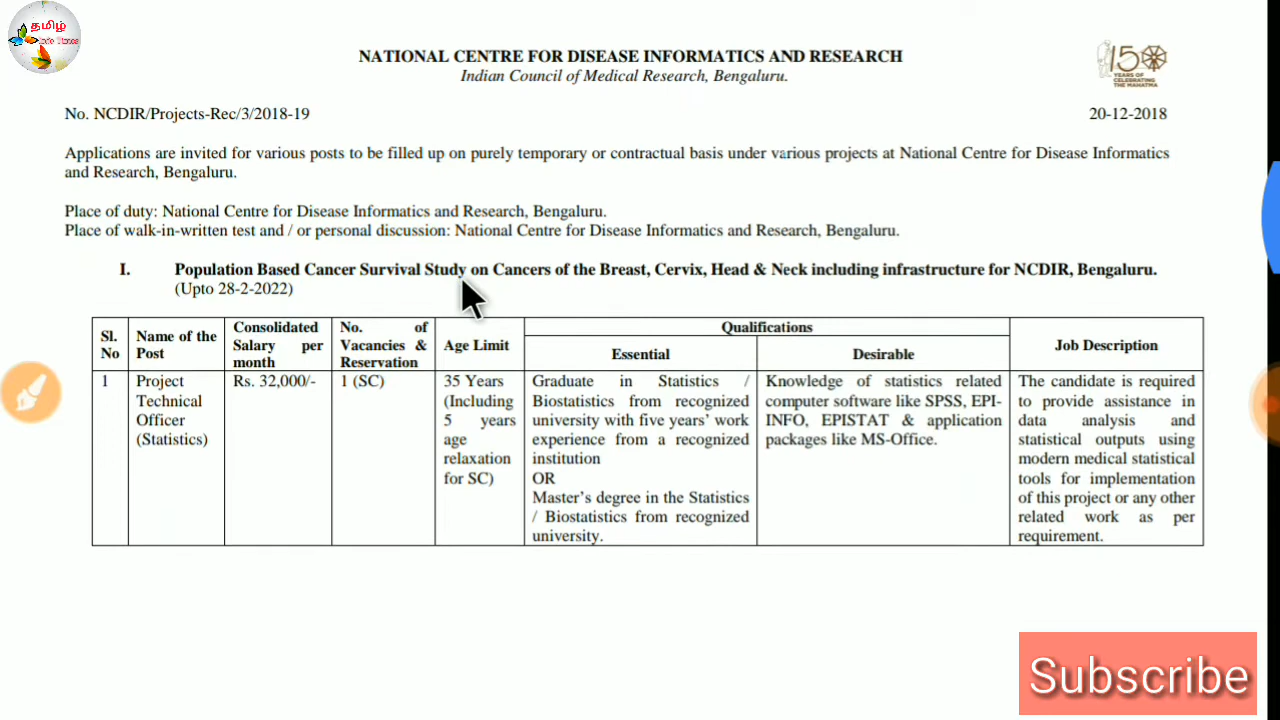 தமிழ்
NATIONAL CENTRE FOR DISEASE INFORMATICS AND RESEARCH
Indian Council of Medical Research, Bengaluru.
150
YEARS OF
CELEBRATING
THE MAHATMA
No. NCDIR/Projects-Rec/3/2018-19
20-12-2018
Applications are invited for various posts to be filled up on purely temporary or contractual basis under various projects at National Centre for Disease Informatics
and Research, Bengaluru.
Place of duty: National Centre for Disease Informatics and Research, Bengaluru.
Place of walk-in-written test and / or personal discussion: National Centre for Disease Informatics and Research, Bengaluru.
I. Population Based Cancer Survival Study on Cancers of the Breast, Cervix, Head & Neck including infrastructure for NCDIR, Bengaluru.
(Upto 28-2-2022)
Sl.
No
Name of the
Post
Consolidated
Salary per
month
No. of
Vacancies &
Reservation
Age Limit
Qualifications
Essential
Desirable
Job Description
1
Project
Technical
Officer
(Statistics)
Rs. 32,000/-
1 (SC)
35 Years
(Including
5 years
age
relaxation
for SC)
Graduate in Statistics /
Biostatistics from recognized
university with five years’ work
experience from a recognized
institution
OR
Master’s degree in the Statistics
/ Biostatistics from recognized
university.
Knowledge of statistics related
computer software like SPSS, EPI-
INFO, EPISTAT & application
packages like MS-Office.
The candidate is required
to provide assistance in
data analysis and
statistical outputs using
modern medical statistical
tools for implementation
of this project or any other
related work as per
requirement.
Subscribe